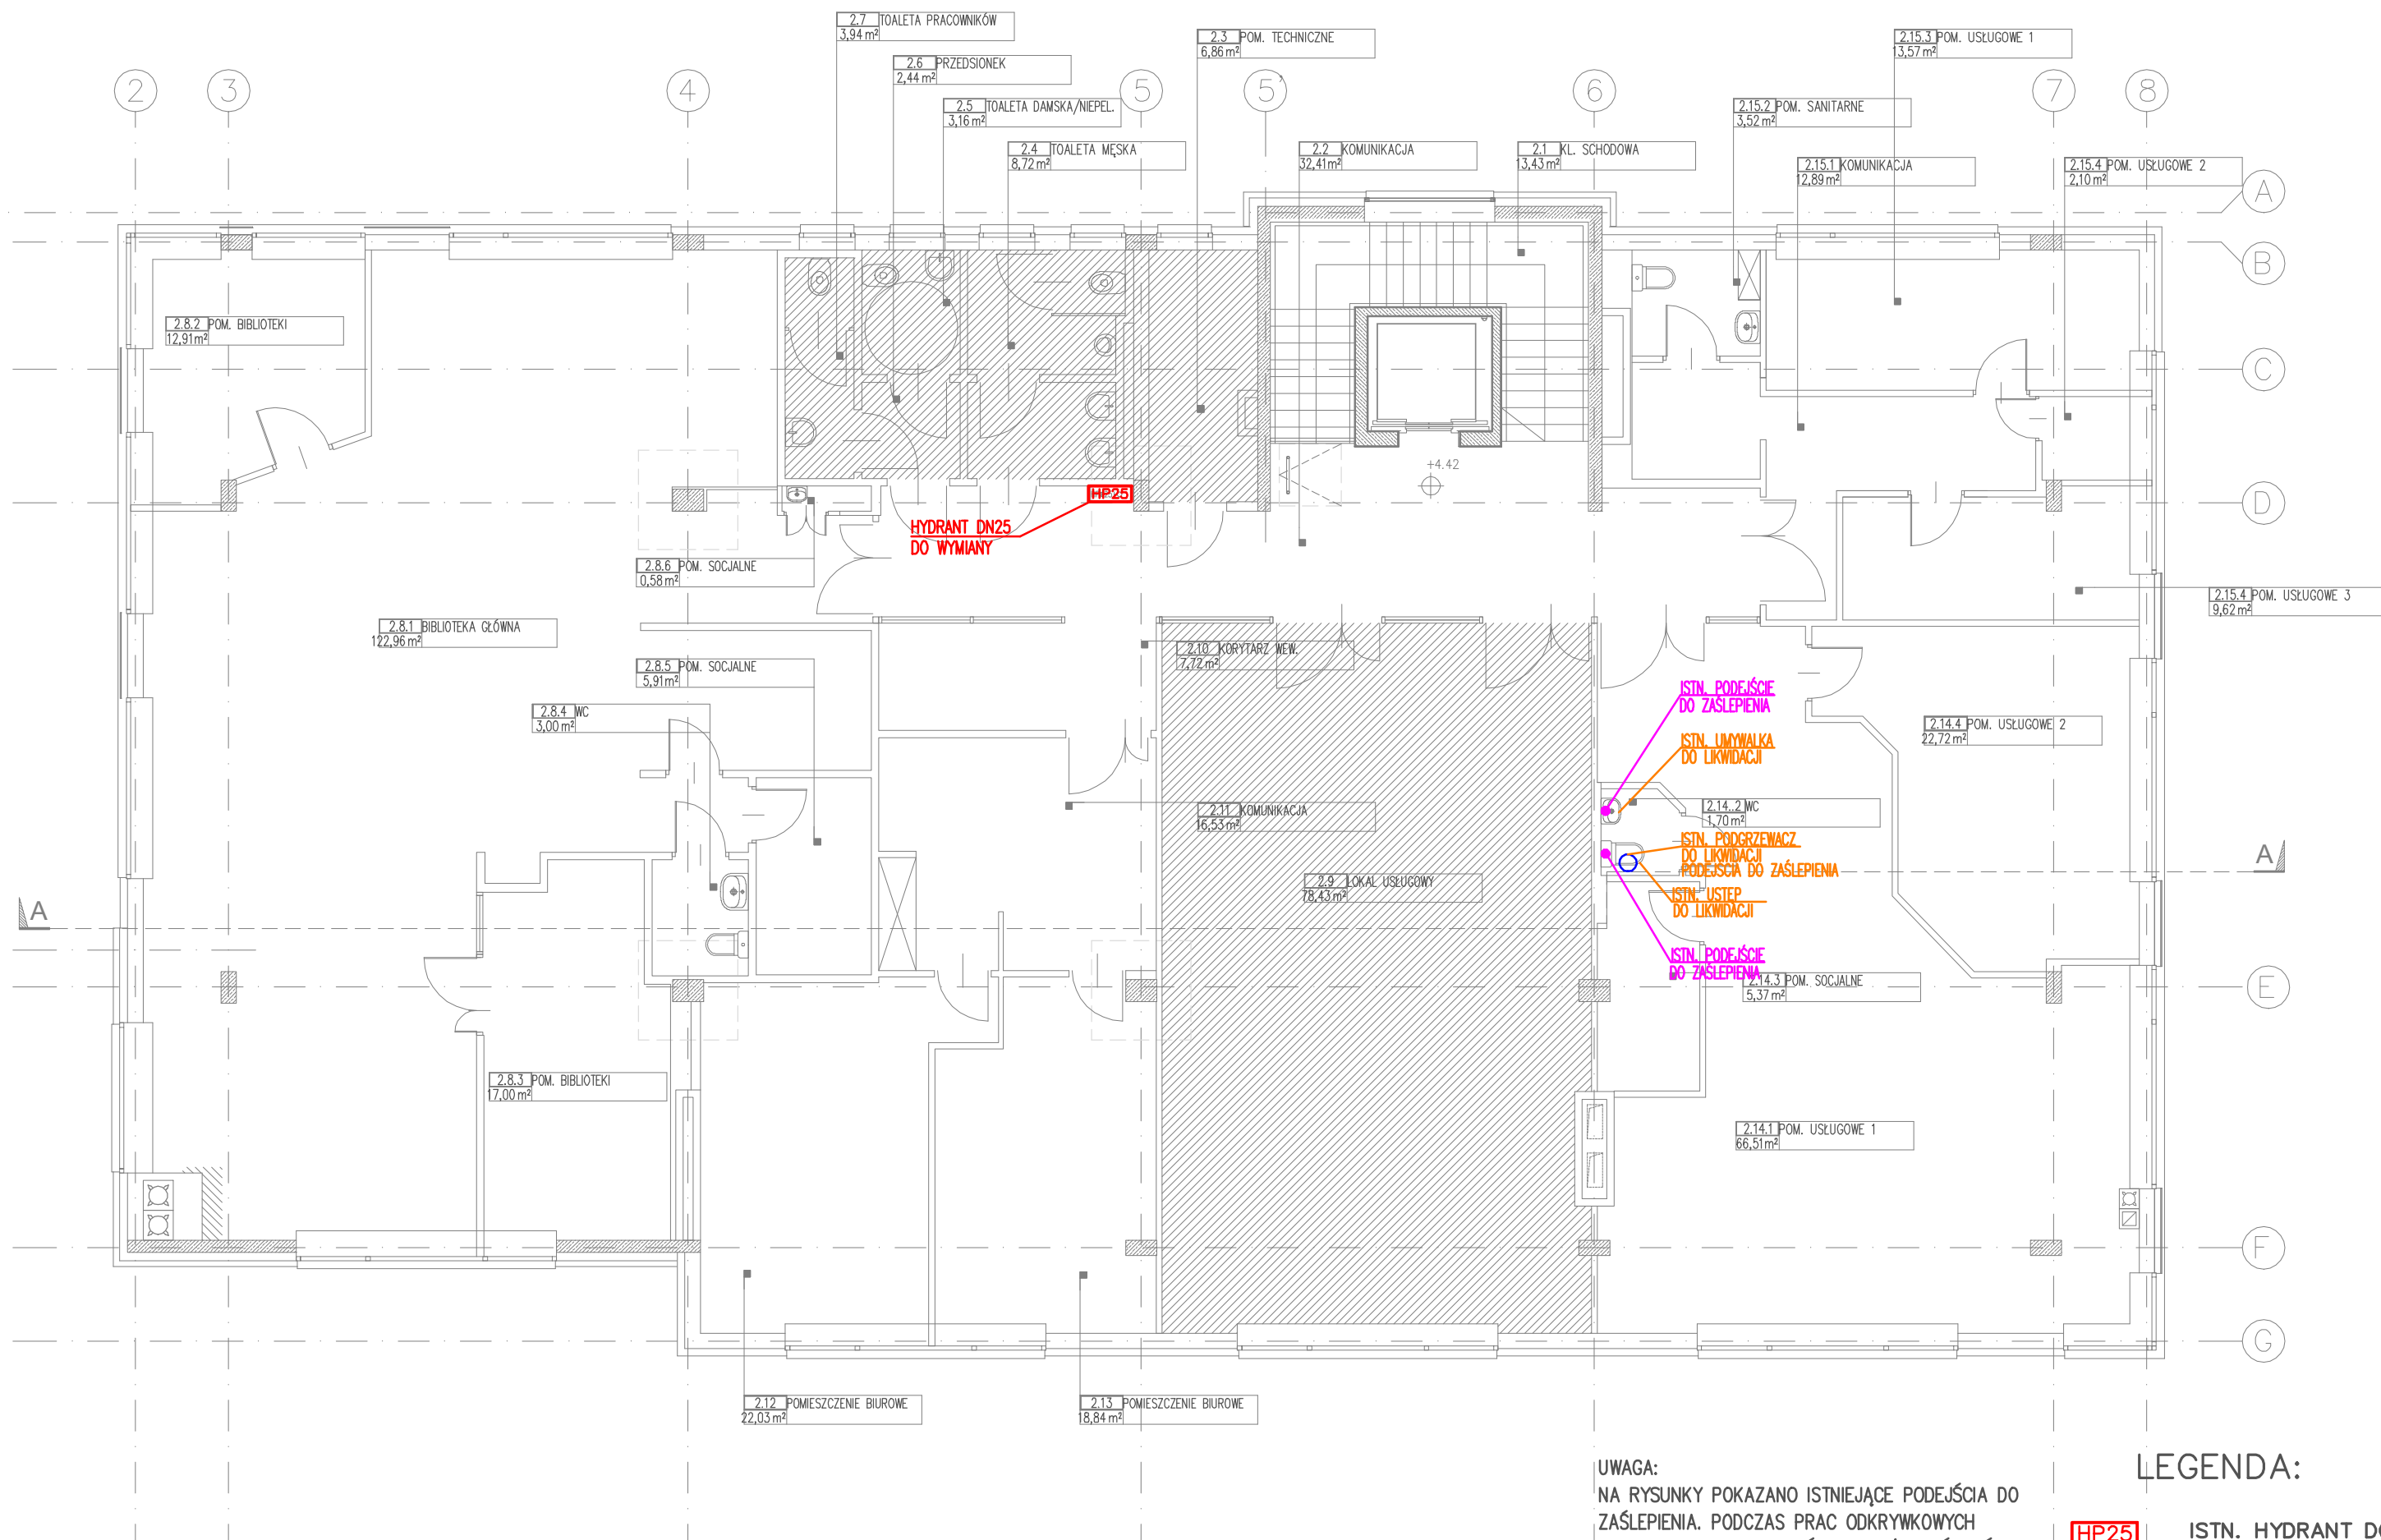 2.7 TOALETA PRACOWNIKÓW
3,94 m²
2.6 PRZEDSIONEK
2,44 m²
2.5 TOALETA DAMSKA/NIEPEL.
3,16 m²
2.4 TOALETA MĘSKA
8,72 m²
2.3 POM. TECHNICZNE
6,86 m²
2.2 KOMUNIKACJA
32,41 m²
2.1 KL. SCHODOWA
13,43 m²
2.15.3 POM. USŁUGOWE 1
13,57 m²
2.15.2 POM. SANITARNE
3,52 m²
2.15.1 KOMUNIKACJA
12,89 m²
2.15.4 POM. USŁUGOWE 2
2,10 m²
2
3
4
5
5'
6
7
8
A
B
C
D
E
F
G
2.8.2 POM. BIBLIOTEKI
12,91 m²
+4.42
HP25
HYDRANT DN25
DO WYMIANY
2.8.6 POM. SOCJALNE
0,58 m²
2.15.4 POM. USŁUGOWE 3
9,62 m²
2.8.1 BIBLIOTEKA GŁÓWNA
122,96 m²
2.10 KORYTARZ WEW.
7,72 m²
2.8.5 POM. SOCJALNE
5,91 m²
ISTN. PODEJŚCIE
DO ZAŚLEPIENIA
2.8.4 WC
3,00 m²
2.14.4 POM. USŁUGOWE 2
22,72 m²
ISTN. UMYWALKA
DO LIKWIDACJI
2.11 KOMUNIKACJA
16,53 m²
2.14..2 WC
1,70 m²
ISTN. PODGRZEWACZ
DO LIKWIDACJI
PODEJSCIA DO ZAŚLEPIENIA
A
A
2.9 LOKAL USŁUGOWY
78,43 m²
ISTN. USTĘP
DO LIKWIDACJI
ISTN. PODEJŚCIE
DO ZAŚLEPIENIA
2.14.3 POM. SOCJALNE
5,37 m²
2.8.3 POM. BIBLIOTEKI
17,00 m²
2.14.1 POM. USŁUGOWE 1
66,51 m²
2.12 POMIESZCZENIE BIUROWE
22,03 m²
2.13 POMIESZCZENIE BIUROWE
18,84 m²
UWAGA:
NA RYSUNKY POKAZANO ISTNIEJĄCE PODEJŚCIA DO
ZAŚLEPIENIA. PODCZAS PRAC ODKRYWKOWYCH
LEGENDA:
HP25 ISTN. HYDRANT